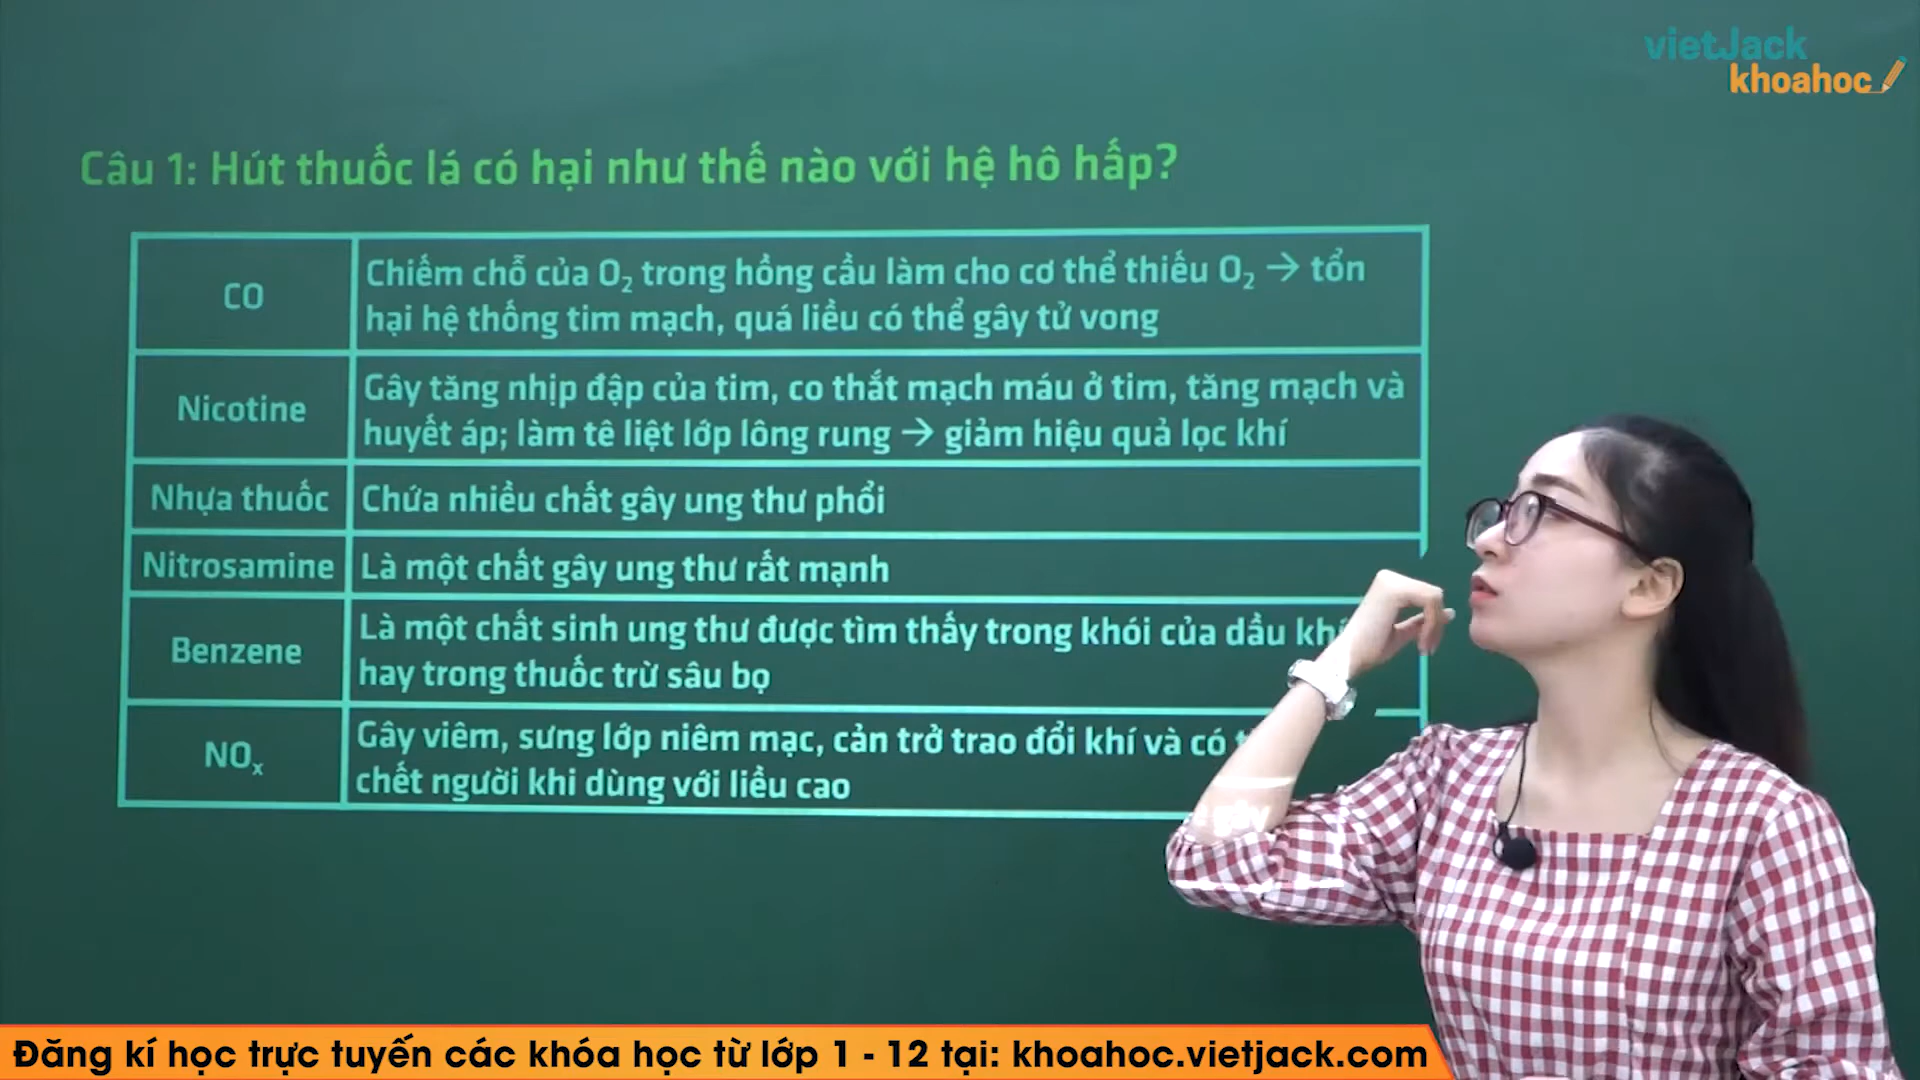 vietJack
khoahoc
Câu 1: Hút thuốc lá có hại như thế nào với hệ hô hấp?
CO
Chiếm chỗ của O₂ trong hồng cầu làm cho cơ thể thiếu O₂ → tổn
hại hệ thống tim mạch, quá liều có thể gây tử vong
Nicotine
Gây tăng nhịp đập của tim, co thắt mạch máu ở tim, tăng mạch và
huyết áp; làm tê liệt lớp lông rung → giảm hiệu quả lọc khí
Nhựa thuốc
Chứa nhiều chất gây ung thư phổi
Nitrosamine
Là một chất gây ung thư rất mạnh
Benzene
Là một chất sinh ung thư được tìm thấy trong khói của dầu
hay trong thuốc trừ sâu bọ
NOₓ
Gây viêm, sưng lớp niêm mạc, cản trở trao đổi khí và có
chết người khi dùng với liều cao
gây
Đăng kí học trực tuyến các khóa học từ lớp 1 - 12 tại: khoahoc.vietjack.com